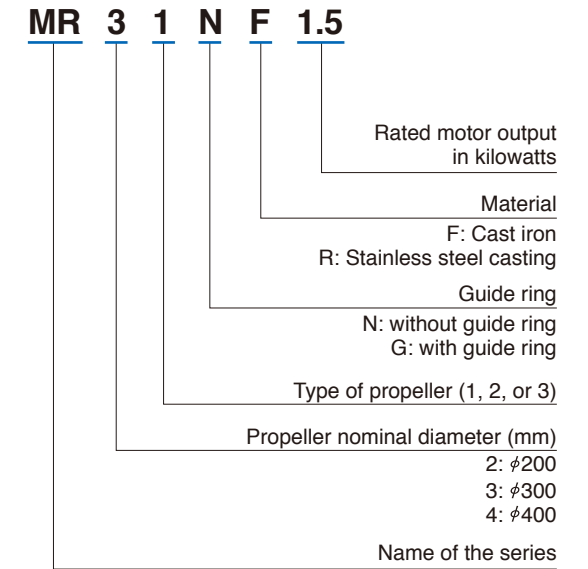 MR 3 1 N F 1.5
Rated motor output
in kilowatts
Material
F: Cast iron
R: Stainless steel casting
Guide ring
N: without guide ring
G: with guide ring
Type of propeller (1, 2, or 3)
Propeller nominal diameter (mm)
2: ϕ200
3: ϕ300
4: ϕ400
Name of the series